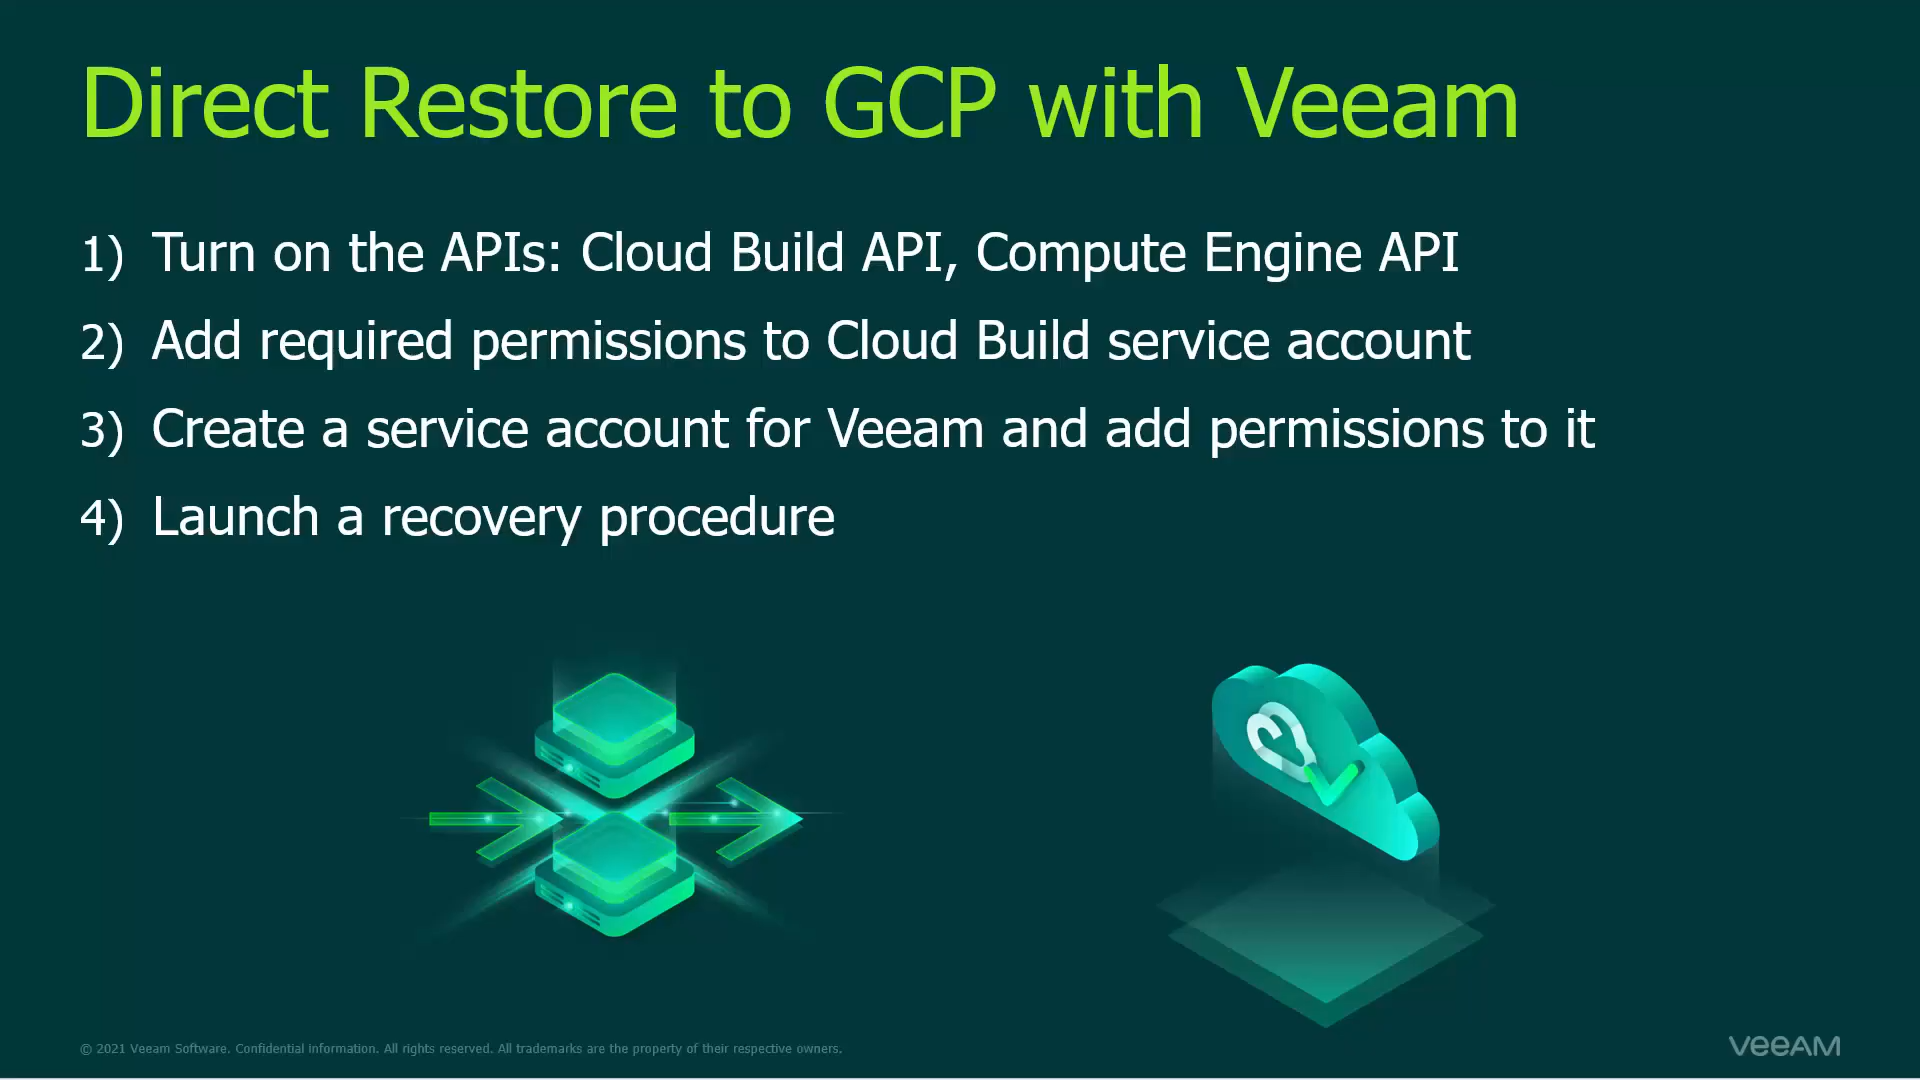 Direct Restore to GCP with Veeam
1) Turn on the APIs: Cloud Build API, Compute Engine API
2) Add required permissions to Cloud Build service account
3) Create a service account for Veeam and add permissions to it
4) Launch a recovery procedure
© 2021 Veeam Software. Confidential information. All rights reserved. All trademarks are the property of their respective owners.
VEEAM